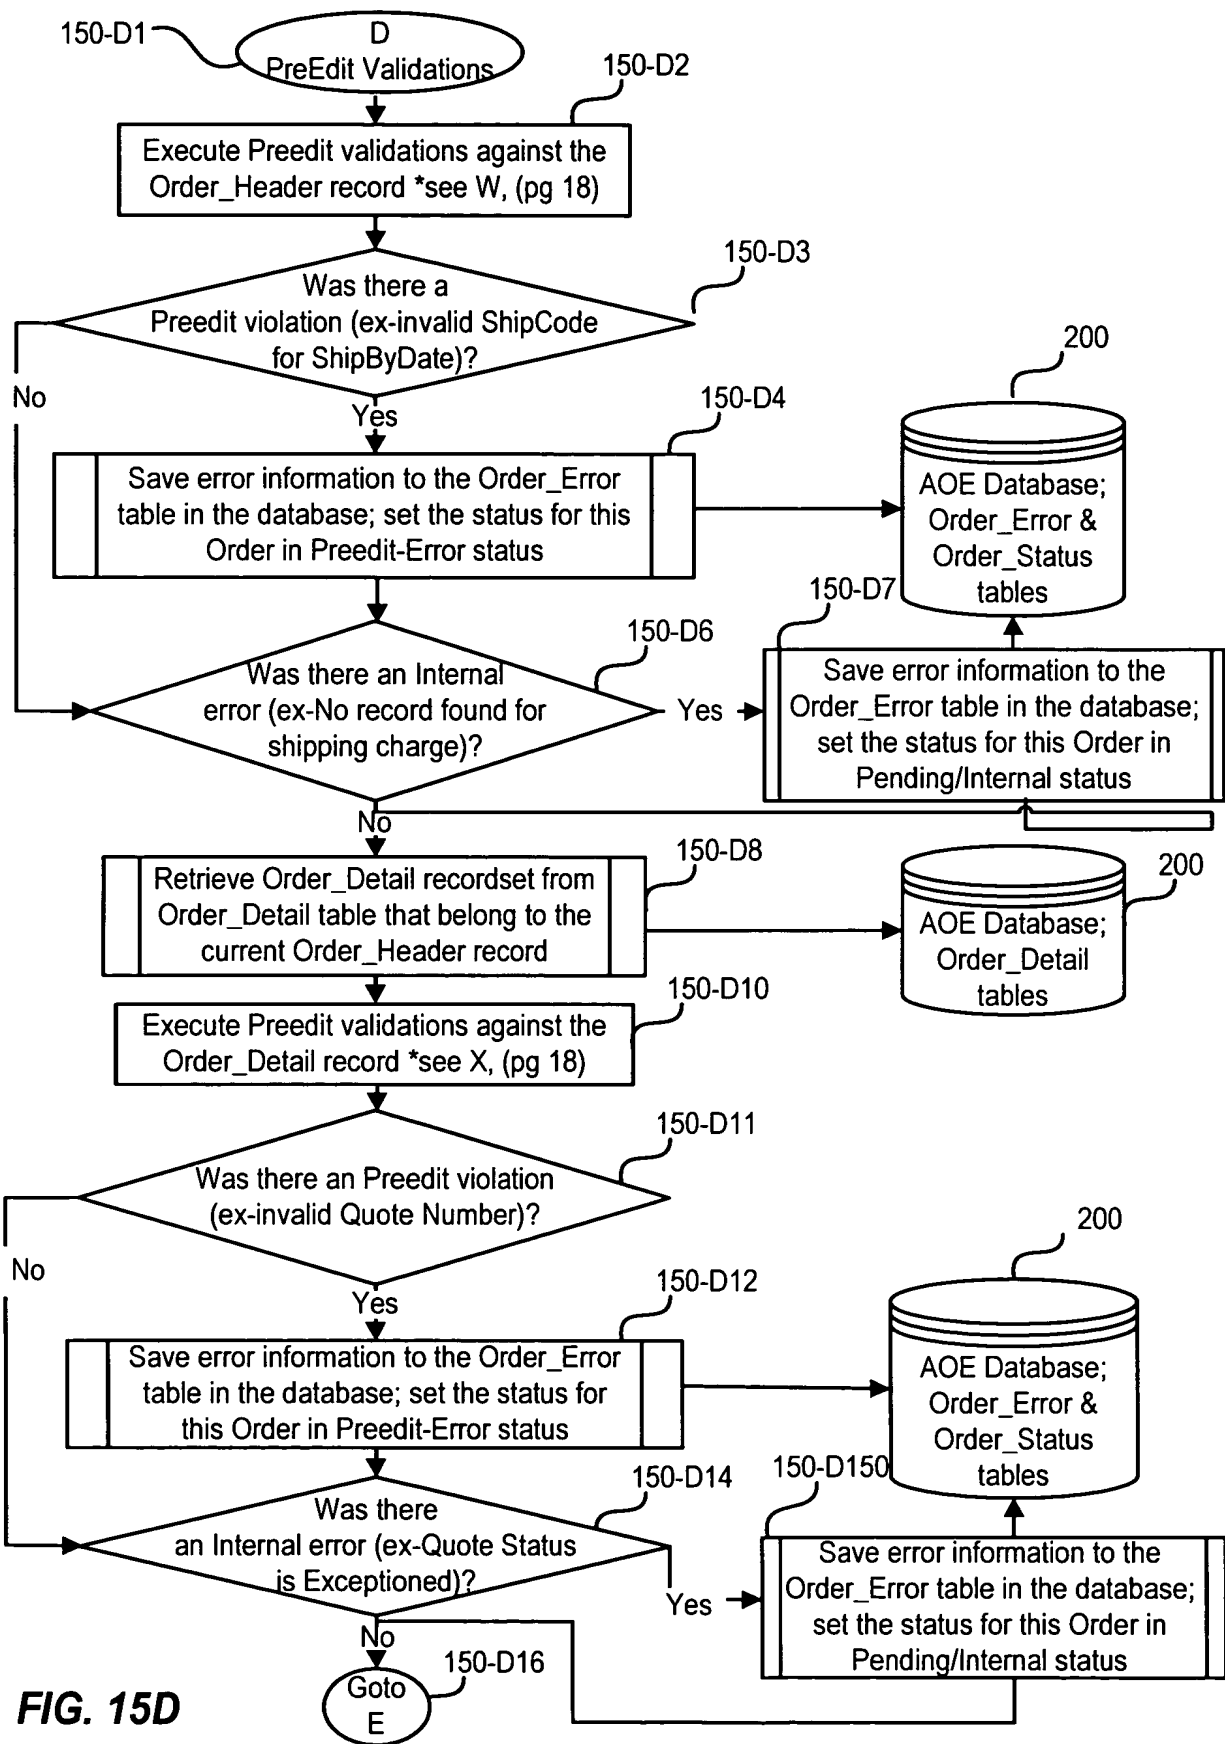 150-D1
D
PreEdit Validations
150-D2
Execute Preedit validations against the
Order_Header record *see W, (pg 18)
150-D3
Was there a
Preedit violation (ex-invalid ShipCode
for ShipByDate)?
No
Yes
150-D4
200
Save error information to the Order_Error
table in the database; set the status for this
Order in Preedit-Error status
AOE Database;
Order_Error &
Order_Status
tables
150-D6
150-D7
Was there an Internal
error (ex-No record found for
shipping charge)?
Yes
Save error information to the
Order_Error table in the database;
set the status for this Order in
Pending/Internal status
No
150-D8
200
Retrieve Order_Detail recordset from
Order_Detail table that belong to the
current Order_Header record
AOE Database;
Order_Detail
tables
150-D10
Execute Preedit validations against the
Order_Detail record *see X, (pg 18)
150-D11
Was there an Preedit violation
(ex-invalid Quote Number)?
No
Yes
150-D12
200
Save error information to the Order_Error
table in the database; set the status for
this Order in Preedit-Error status
AOE Database;
Order_Error &
Order_Status
tables
150-D14
150-D150
Was there
an Internal error (ex-Quote Status
is Exceptioned)?
Yes
Save error information to the
Order_Error table in the database;
set the status for this Order in
Pending/Internal status
No
150-D16
Goto
E
FIG. 15D